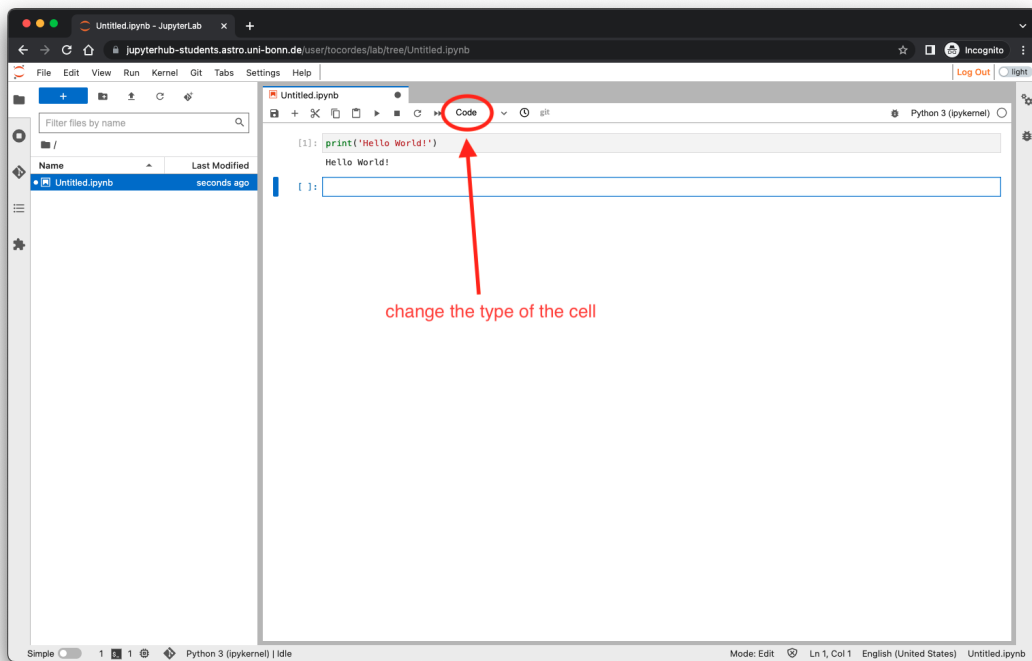 Untitled.ipynb - JupyterLab
jupyterhub-students.astro.uni-bonn.de/user/tocordes/lab/tree/Untitled.ipynb
Incognito
File Edit View Run Kernel Git Tabs Settings Help
Log Out
light
Untitled.ipynb
Code
git
Python 3 (ipykernel)
Filter files by name
/
Name Last Modified
Untitled.ipynb seconds ago
[1]: print('Hello World!')
Hello World!
[ ]:
change the type of the cell
Simple 1 1 Python 3 (ipykernel) | Idle
Mode: Edit Ln 1, Col 1 English (United States) Untitled.ipynb